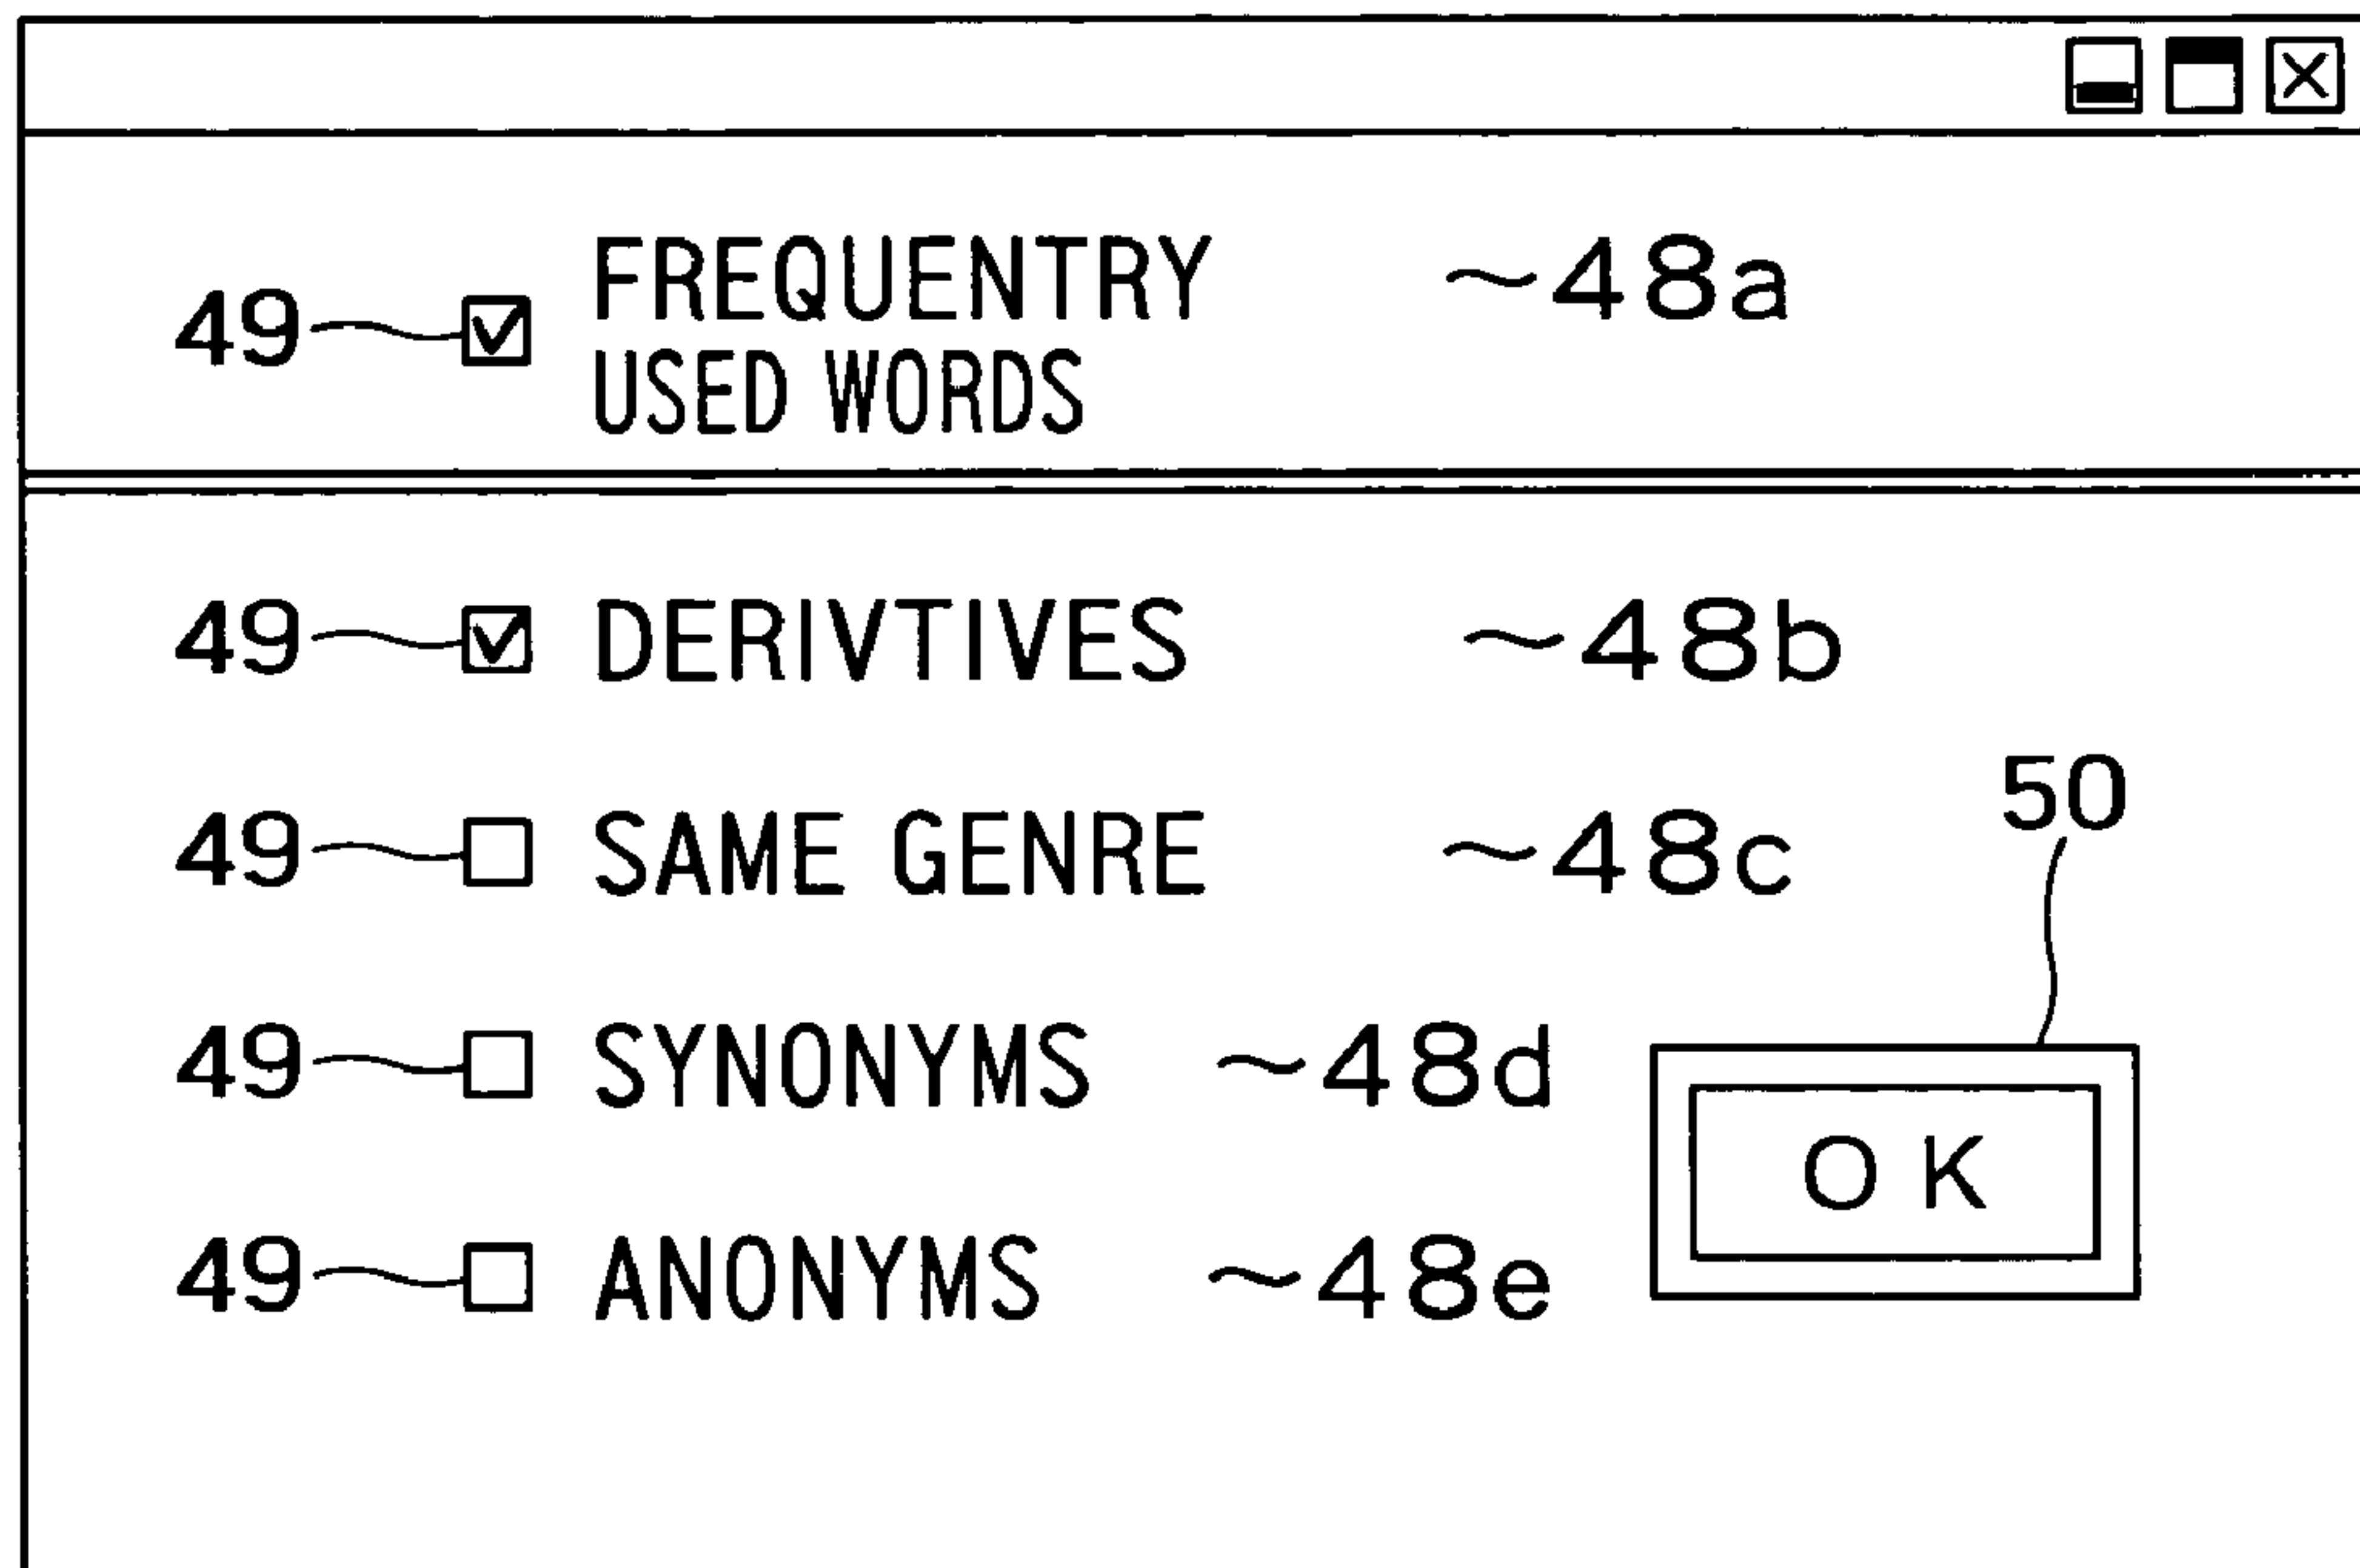 FREQUENTRY ~48a
49 USED WORDS
49 DERIVTIVES ~48b
50
49 SAME GENRE ~48c
49 SYNONYMS ~48d
OK
49 ANONYMS ~48e